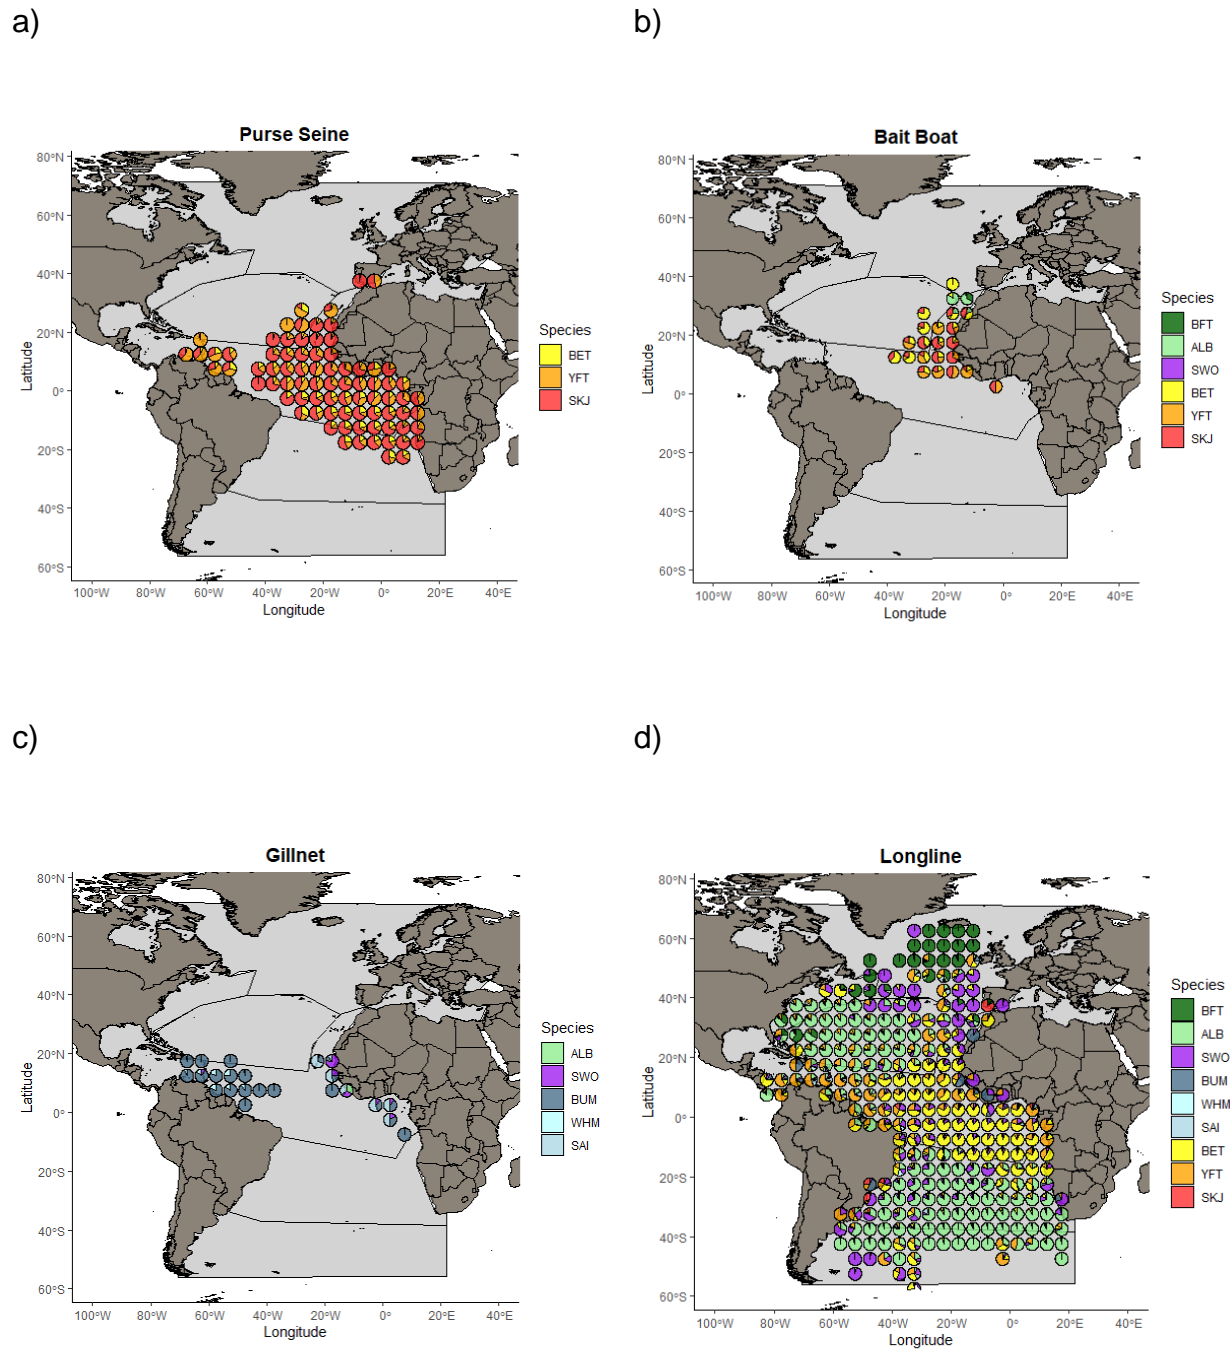 a)
b)
Purse Seine
80°N
60°N
40°N
20°N
0°
20°S
40°S
60°S
Latitude
100°W 80°W 60°W 40°W 20°W 0° 20°E 40°E
Longitude
Species
BET
YFT
SKJ
Bait Boat
80°N
60°N
40°N
20°N
0°
20°S
40°S
60°S
Latitude
100°W 80°W 60°W 40°W 20°W 0° 20°E 40°E
Longitude
Species
BFT
ALB
SWO
BET
YFT
SKJ
c)
d)
Gillnet
80°N
60°N
40°N
20°N
0°
20°S
40°S
60°S
Latitude
100°W 80°W 60°W 40°W 20°W 0° 20°E 40°E
Longitude
Species
ALB
SWO
BUM
WHM
SAI
Longline
80°N
60°N
40°N
20°N
0°
20°S
40°S
60°S
Latitude
100°W 80°W 60°W 40°W 20°W 0° 20°E 40°E
Longitude
Species
BFT
ALB
SWO
BUM
WHM
SAI
BET
YFT
SKJ